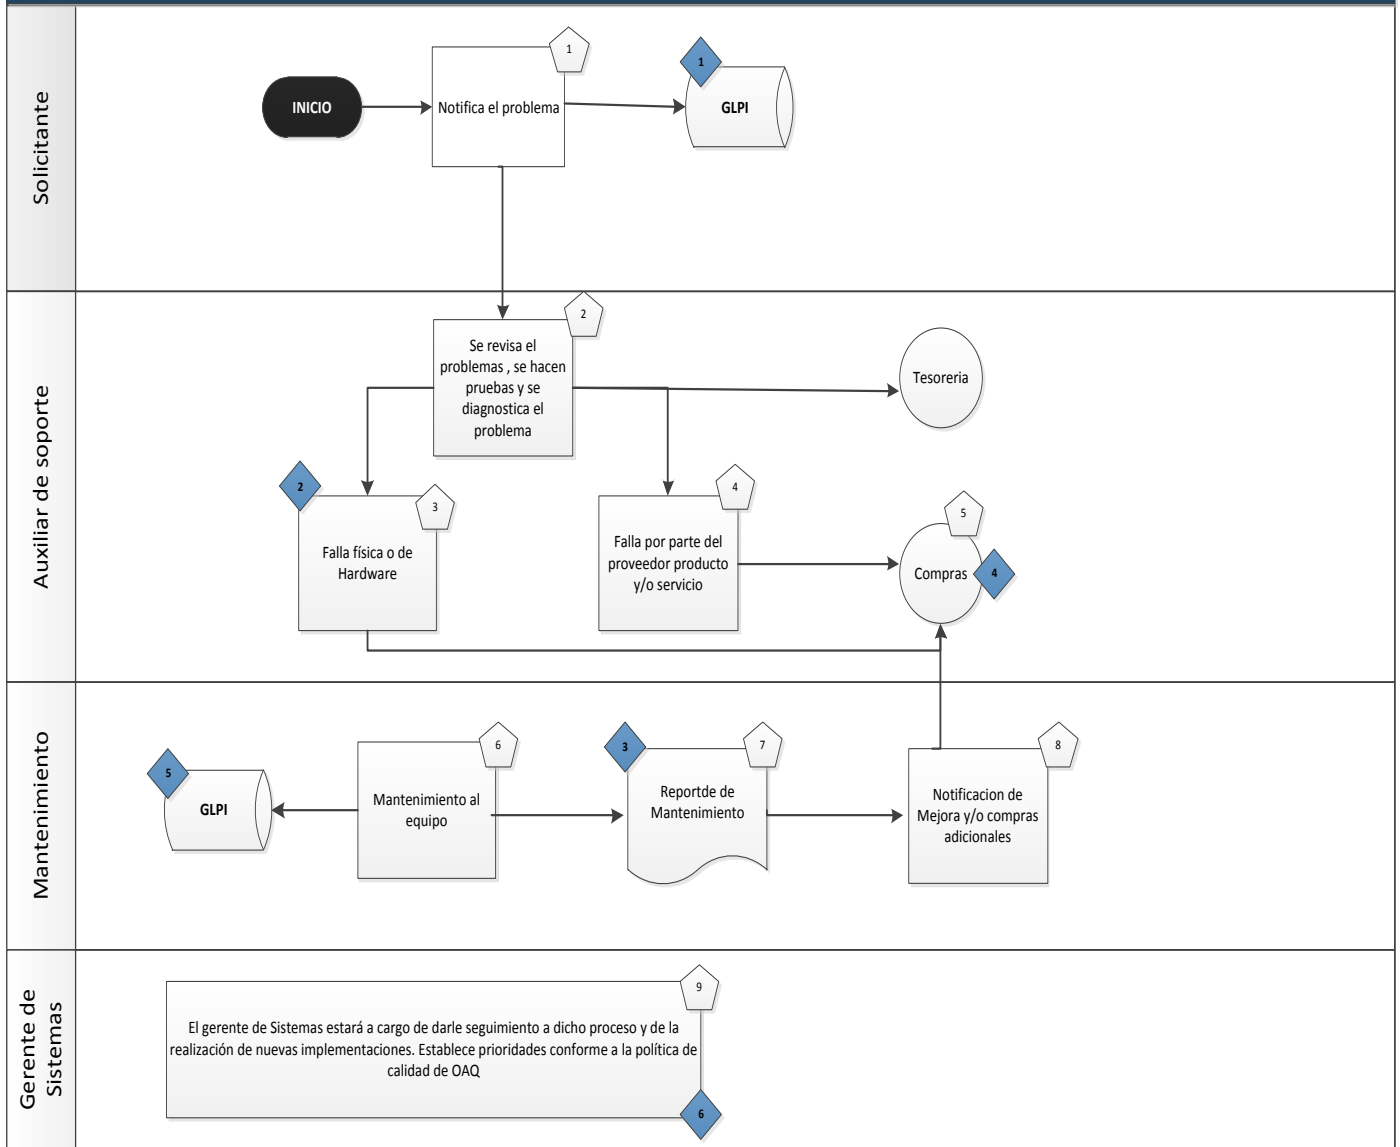 Solicitante
INICIO
1
Notifica el problema
1
GLPI
Auxiliar de soporte
2
Se revisa el
problemas , se hacen
pruebas y se
diagnostica el
problema
Tesoreria
2
3
Falla física o de
Hardware
4
Falla por parte del
proveedor producto
y/o servicio
5
Compras
4
Mantenimiento
5
GLPI
6
Mantenimiento al
equipo
3
7
Reportde de
Mantenimiento
8
Notificacion de
Mejora y/o compras
adicionales
Gerente de
Sistemas
9
El gerente de Sistemas estará a cargo de darle seguimiento a dicho proceso y de la
realización de nuevas implementaciones. Establece prioridades conforme a la política de
calidad de OAQ
6